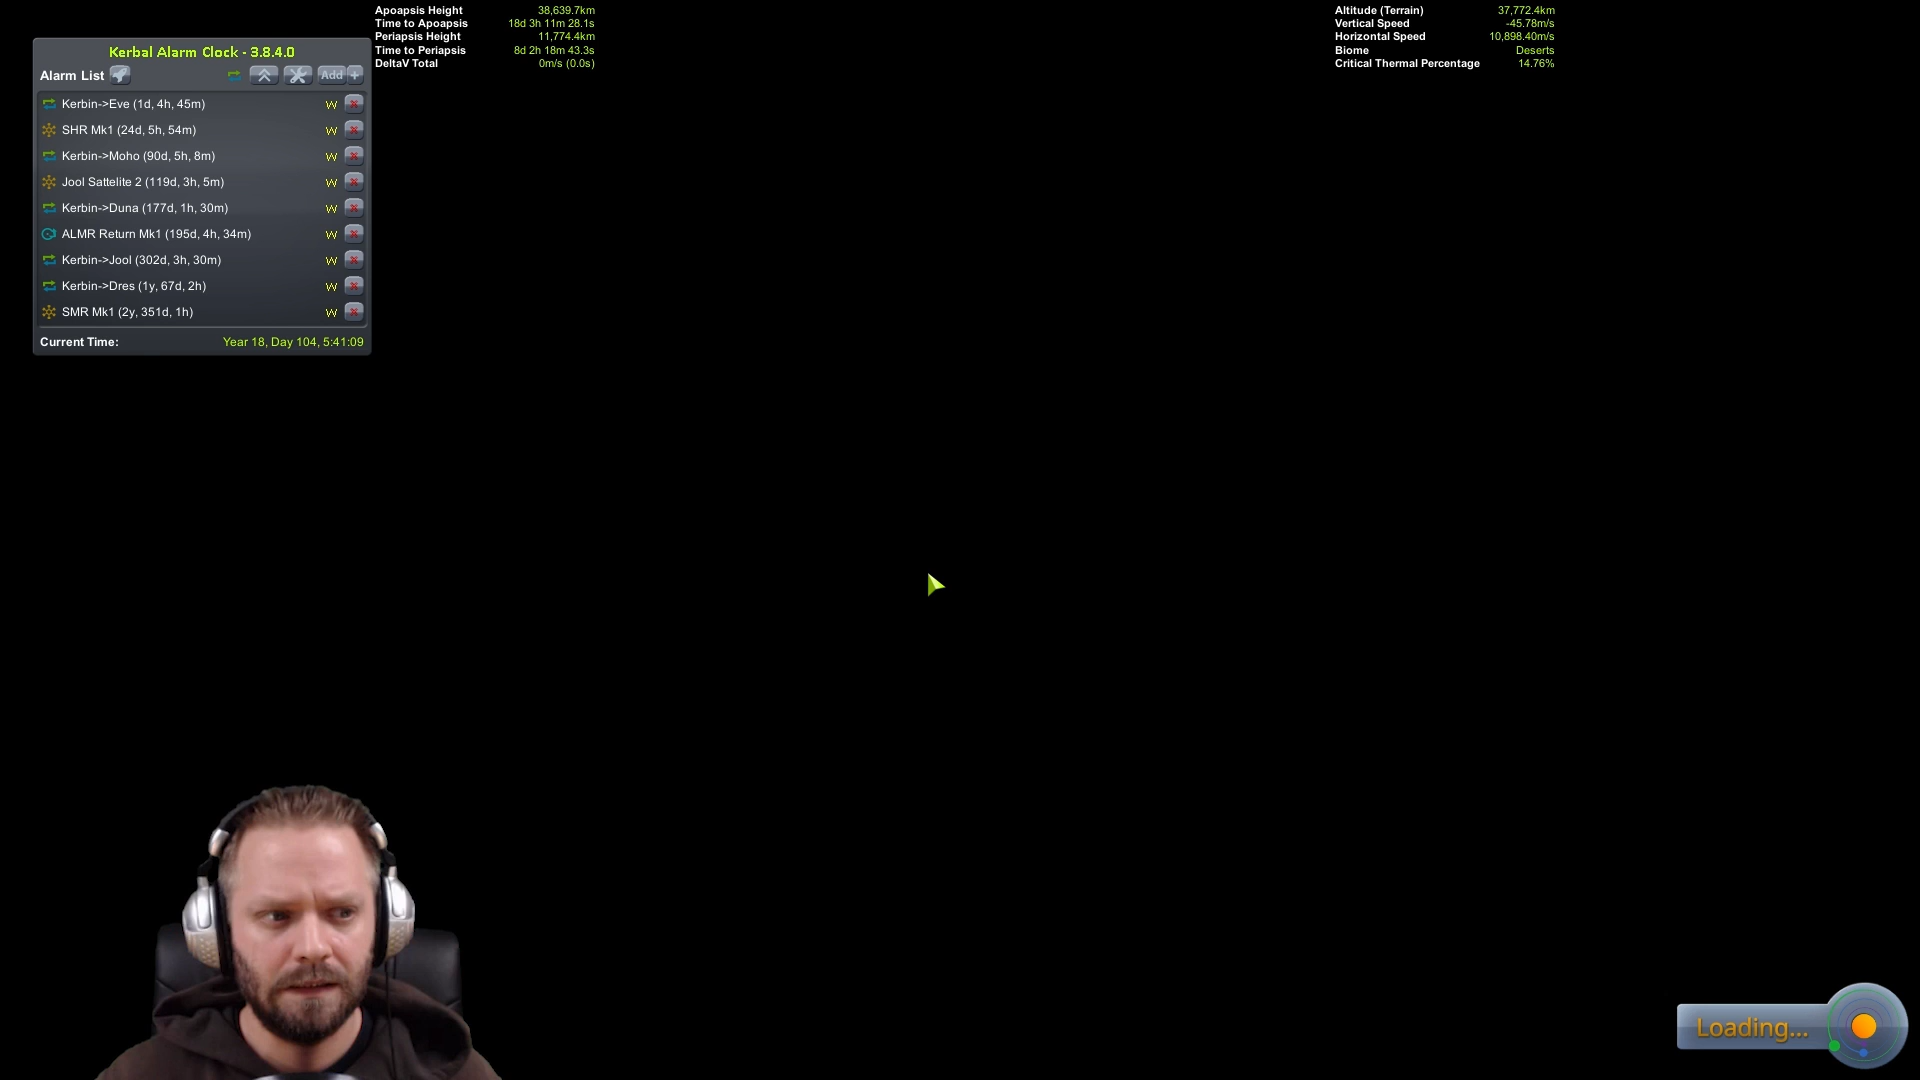 Kerbal Alarm Clock - 3.8.4.0
Alarm List
Add +
Kerbin->Eve (1d, 4h, 45m) W
SHR Mk1 (24d, 5h, 54m) W
Kerbin->Moho (90d, 5h, 8m) W
Jool Sattelite 2 (119d, 3h, 5m) W
Kerbin->Duna (177d, 1h, 30m) W
ALMR Return Mk1 (195d, 4h, 34m) W
Kerbin->Jool (302d, 3h, 30m) W
Kerbin->Dres (1y, 67d, 2h) W
SMR Mk1 (2y, 351d, 1h) W
Current Time: Year 18, Day 104, 5:41:09
Apoapsis Height 38,639.7km
Time to Apoapsis 18d 3h 11m 28.1s
Periapsis Height 11,774.4km
Time to Periapsis 8d 2h 18m 43.3s
DeltaV Total 0m/s (0.0s)
Altitude (Terrain) 37,772.4km
Vertical Speed -45.78m/s
Horizontal Speed 10,898.40m/s
Biome Deserts
Critical Thermal Percentage 14.76%
Loading...